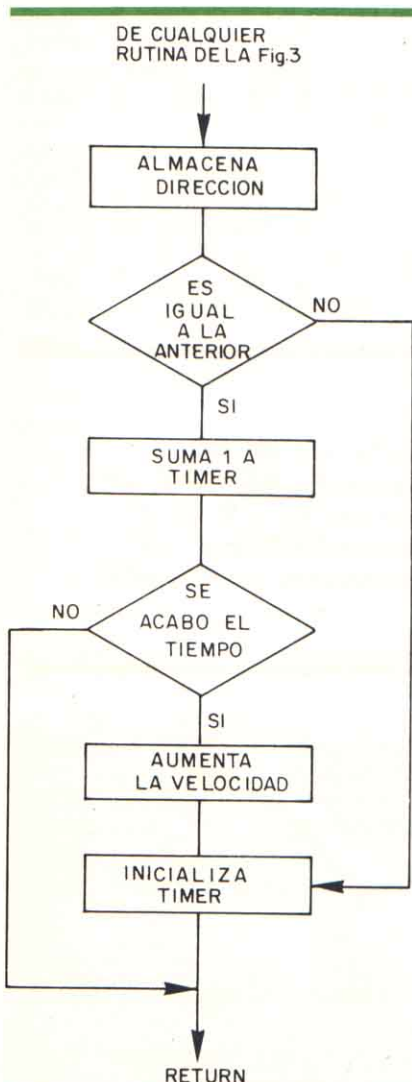 DE CUALQUIER
RUTINA DE LA Fig.3
ALMACENA
DIRECCION
ES
IGUAL
A LA
ANTERIOR
NO
SI
SUMA 1 A
TIMER
SE
ACABO EL
TIEMPO
NO
SI
AUMENTA
LA VELOCIDAD
INICIALIZA
TIMER
RETURN